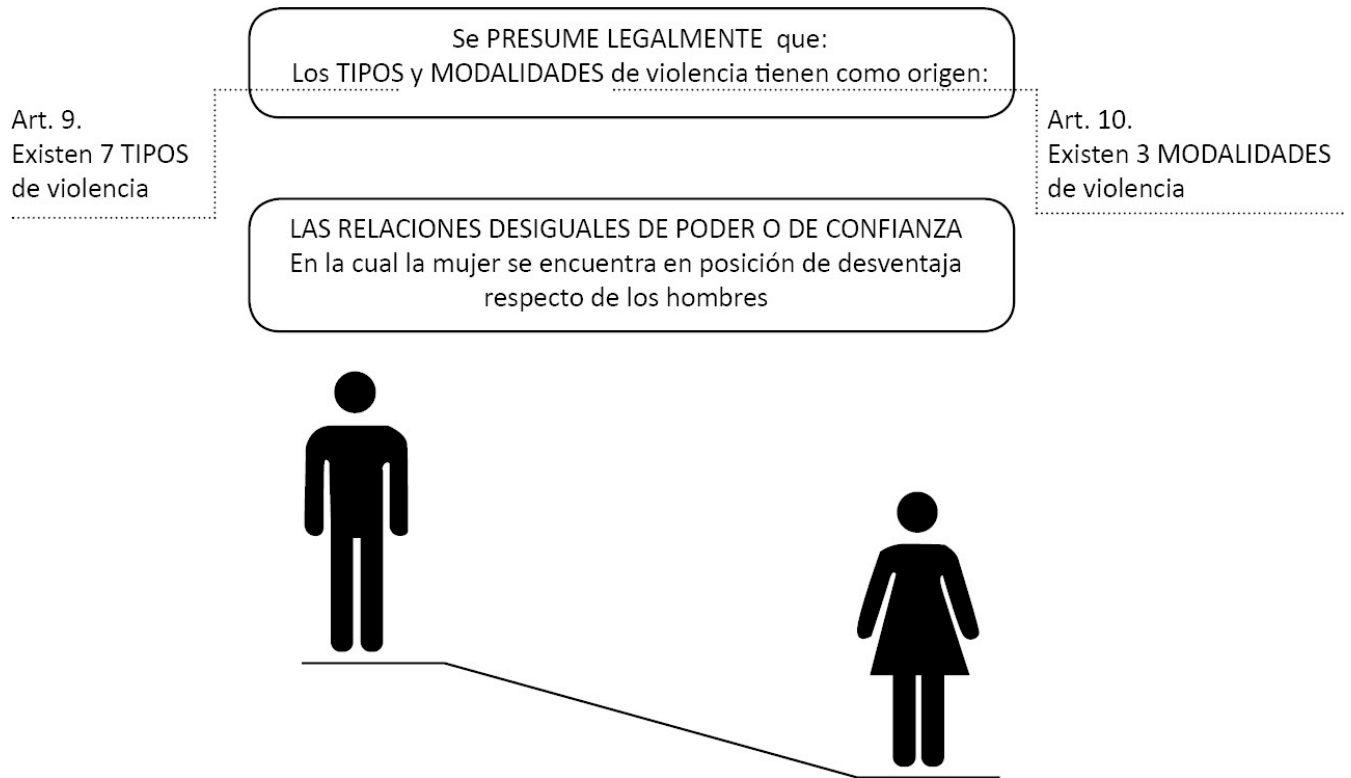 Se PRESUME LEGALMENTE que:
Los TIPOS y MODALIDADES de violencia tienen como origen:
Art. 9.
Existen 7 TIPOS
de violencia
Art. 10.
Existen 3 MODALIDADES
de violencia
LAS RELACIONES DESIGUALES DE PODER O DE CONFIANZA
En la cual la mujer se encuentra en posición de desventaja
respecto de los hombres